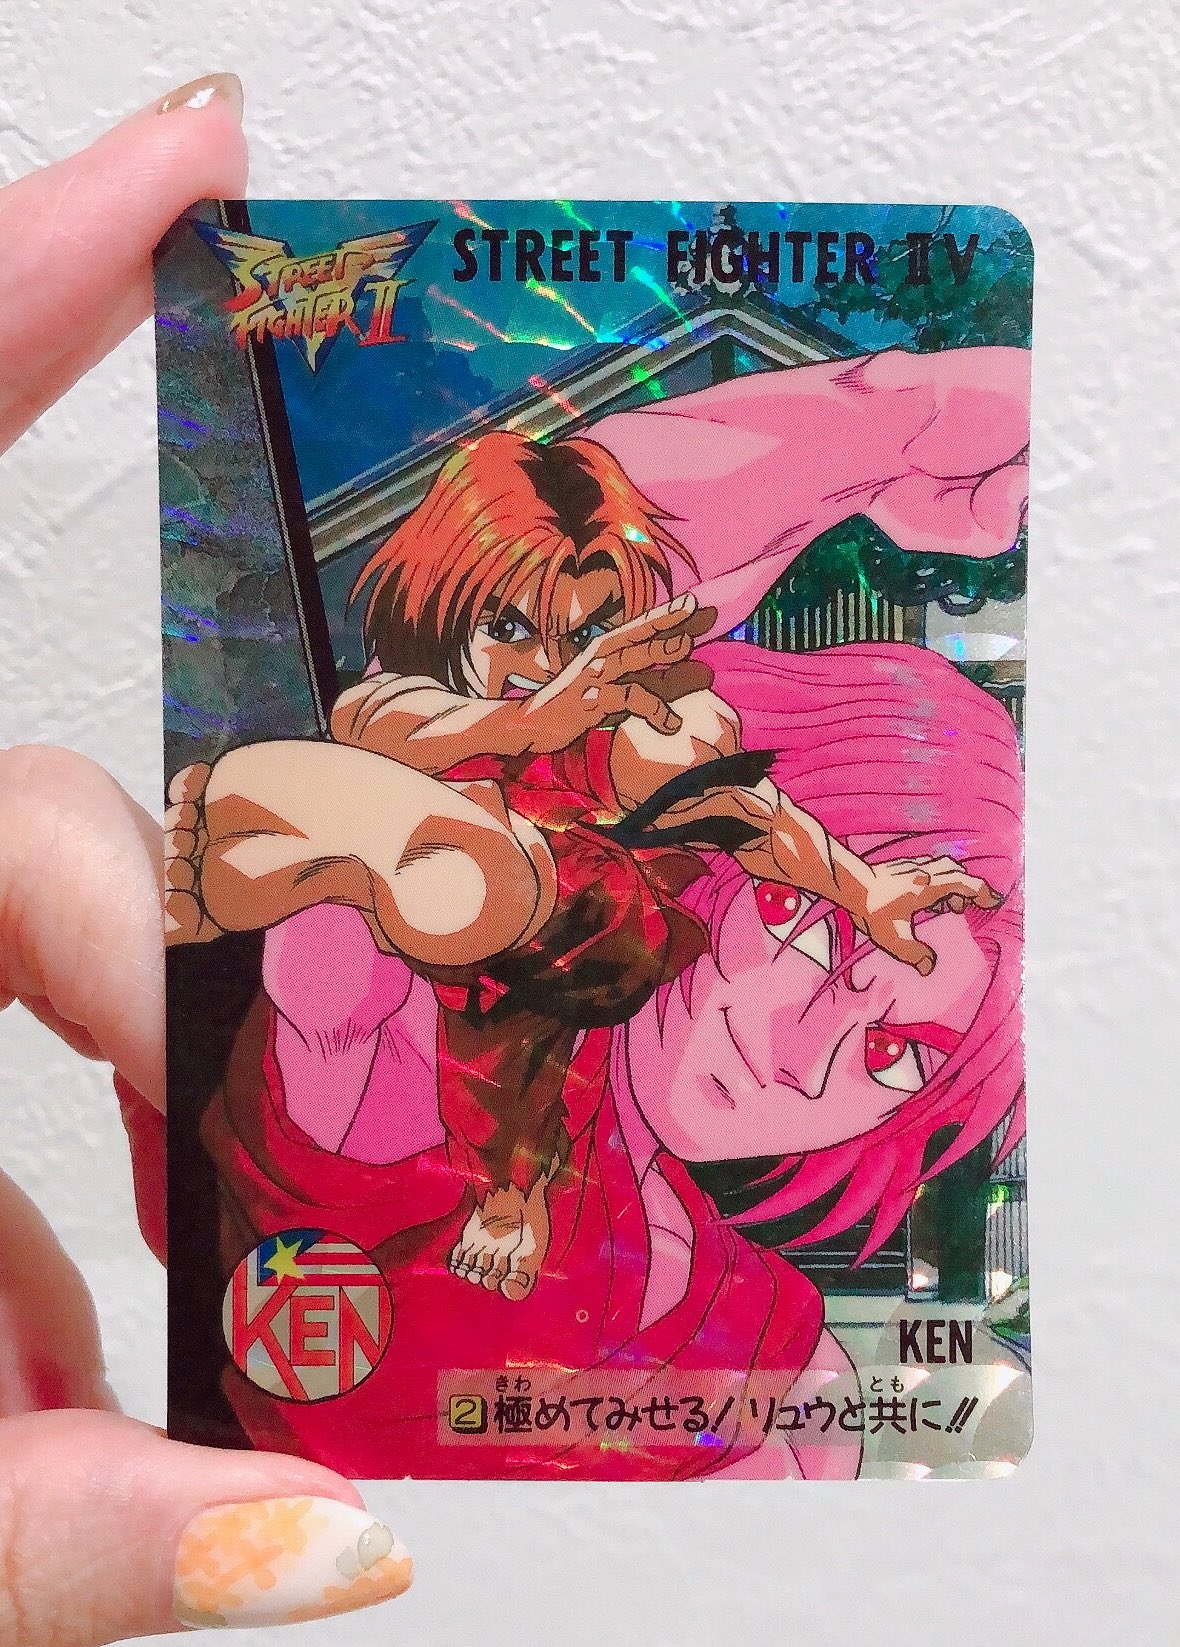 STREET FIGHTER II
STREET FIGHTER II V
KEN
KEN
きわ とも
2 極めてみせる! リュウと共に!!